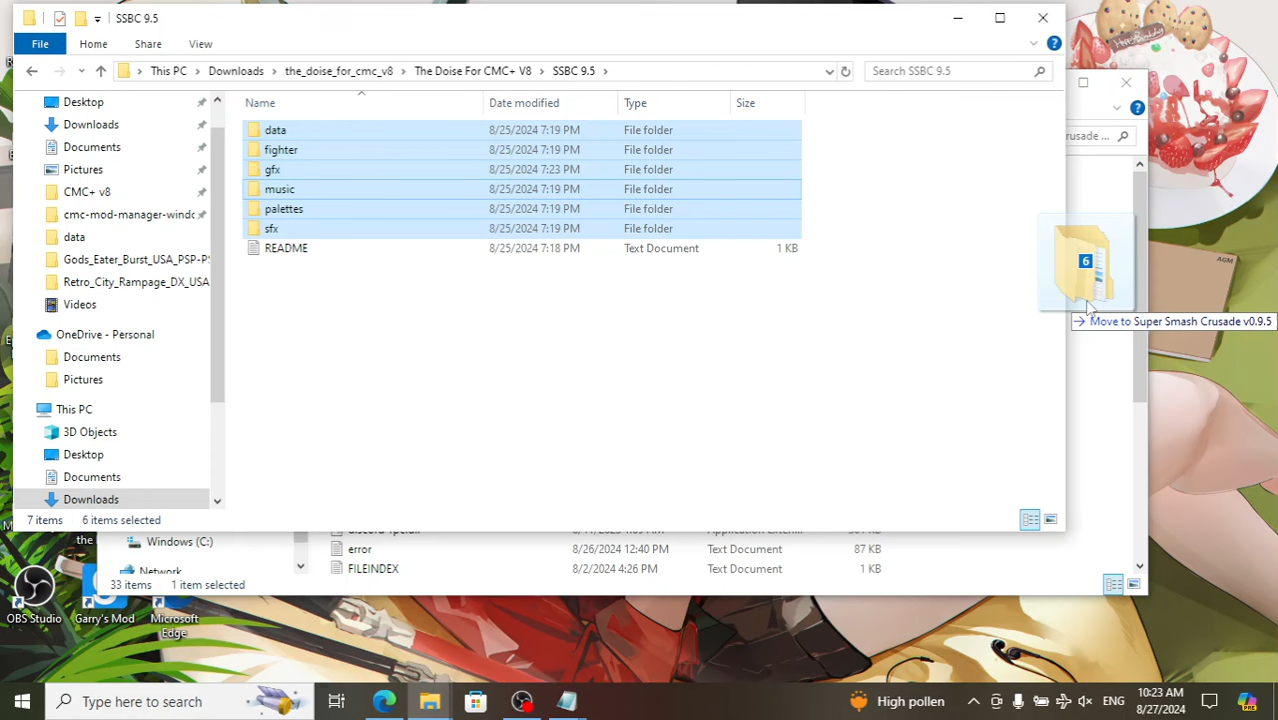 SSBC 9.5
File Home Share View
This PC Downloads the_doise_for_cmc_v8 The Doise For CMC+ V8 SSBC 9.5
Search SSBC 9.5
Name Date modified Type Size
data 8/25/2024 7:19 PM File folder
fighter 8/25/2024 7:19 PM File folder
gfx 8/25/2024 7:23 PM File folder
music 8/25/2024 7:19 PM File folder
palettes 8/25/2024 7:19 PM File folder
sfx 8/25/2024 7:19 PM File folder
README 8/25/2024 7:18 PM Text Document 1 KB
Desktop
Downloads
Documents
Pictures
CMC+ v8
cmc-mod-manager-windo
data
Gods_Eater_Burst_USA_PSP-P
Retro_City_Rampage_DX_USA
Videos
OneDrive - Personal
Documents
Pictures
This PC
3D Objects
Desktop
Documents
Downloads
7 items 6 items selected
rusade ...
6
Move to Super Smash Crusade v0.9.5
AGM
Happy Birthday
the
Windows (C:)
Network
error 8/26/2024 12:40 PM Text Document 87 KB
FILEINDEX 8/2/2024 4:26 PM Text Document 1 KB
33 items 1 item selected
OBS Studio
Garry's Mod
Microsoft
Edge
Type here to search
High pollen
ENG
10:23 AM
8/27/2024